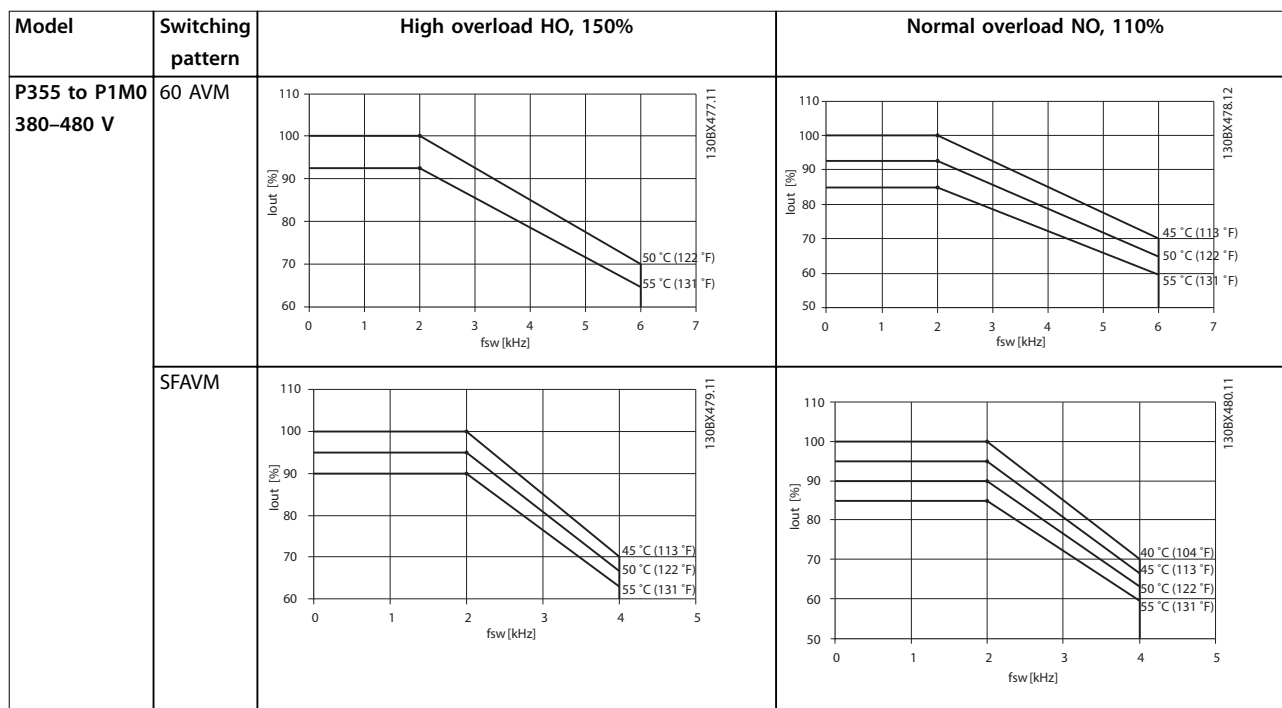 Model
Switching
pattern
High overload HO, 150%
Normal overload NO, 110%
P355 to P1M0
380–480 V
60 AVM
110
100
90
80
70
60
Iout [%]
0 1 2 3 4 5 6 7
fsw [kHz]
50 ˚C (122 ˚F)
55 ˚C (131 ˚F)
130BX477.11
110
100
90
80
70
60
50
Iout [%]
0 1 2 3 4 5 6 7
fsw [kHz]
45 ˚C (113 ˚F)
50 ˚C (122 ˚F)
55 ˚C (131 ˚F)
130BX478.12
SFAVM
110
100
90
80
70
60
Iout [%]
0 1 2 3 4 5
fsw [kHz]
45 ˚C (113 ˚F)
50 ˚C (122 ˚F)
55 ˚C (131 ˚F)
130BX479.11
110
100
90
80
70
60
50
Iout [%]
0 1 2 3 4 5
fsw [kHz]
40 ˚C (104 ˚F)
45 ˚C (113 ˚F)
50 ˚C (122 ˚F)
55 ˚C (131 ˚F)
130BX480.11